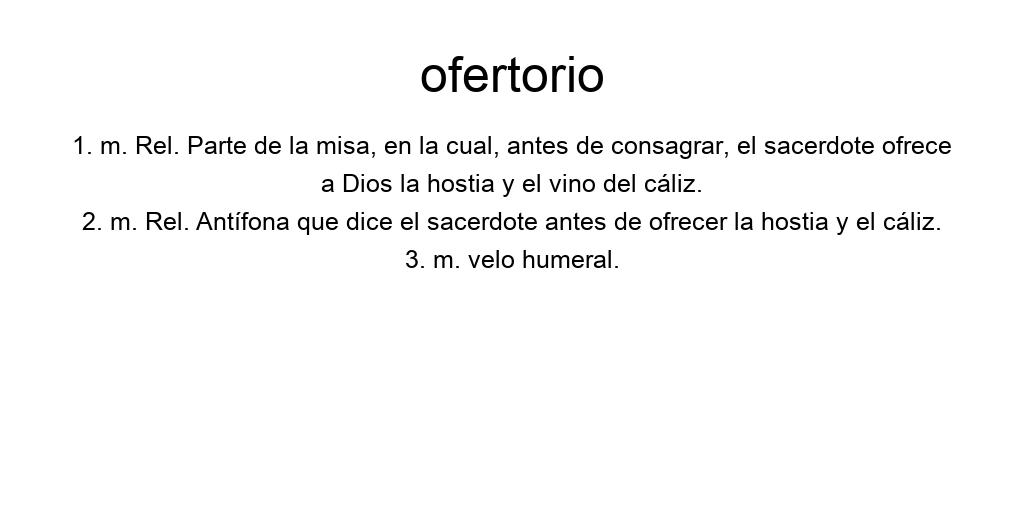 ofertorio
1. m. Rel. Parte de la misa, en la cual, antes de consagrar, el sacerdote ofrece
a Dios la hostia y el vino del cáliz.
2. m. Rel. Antífona que dice el sacerdote antes de ofrecer la hostia y el cáliz.
3. m. velo humeral.